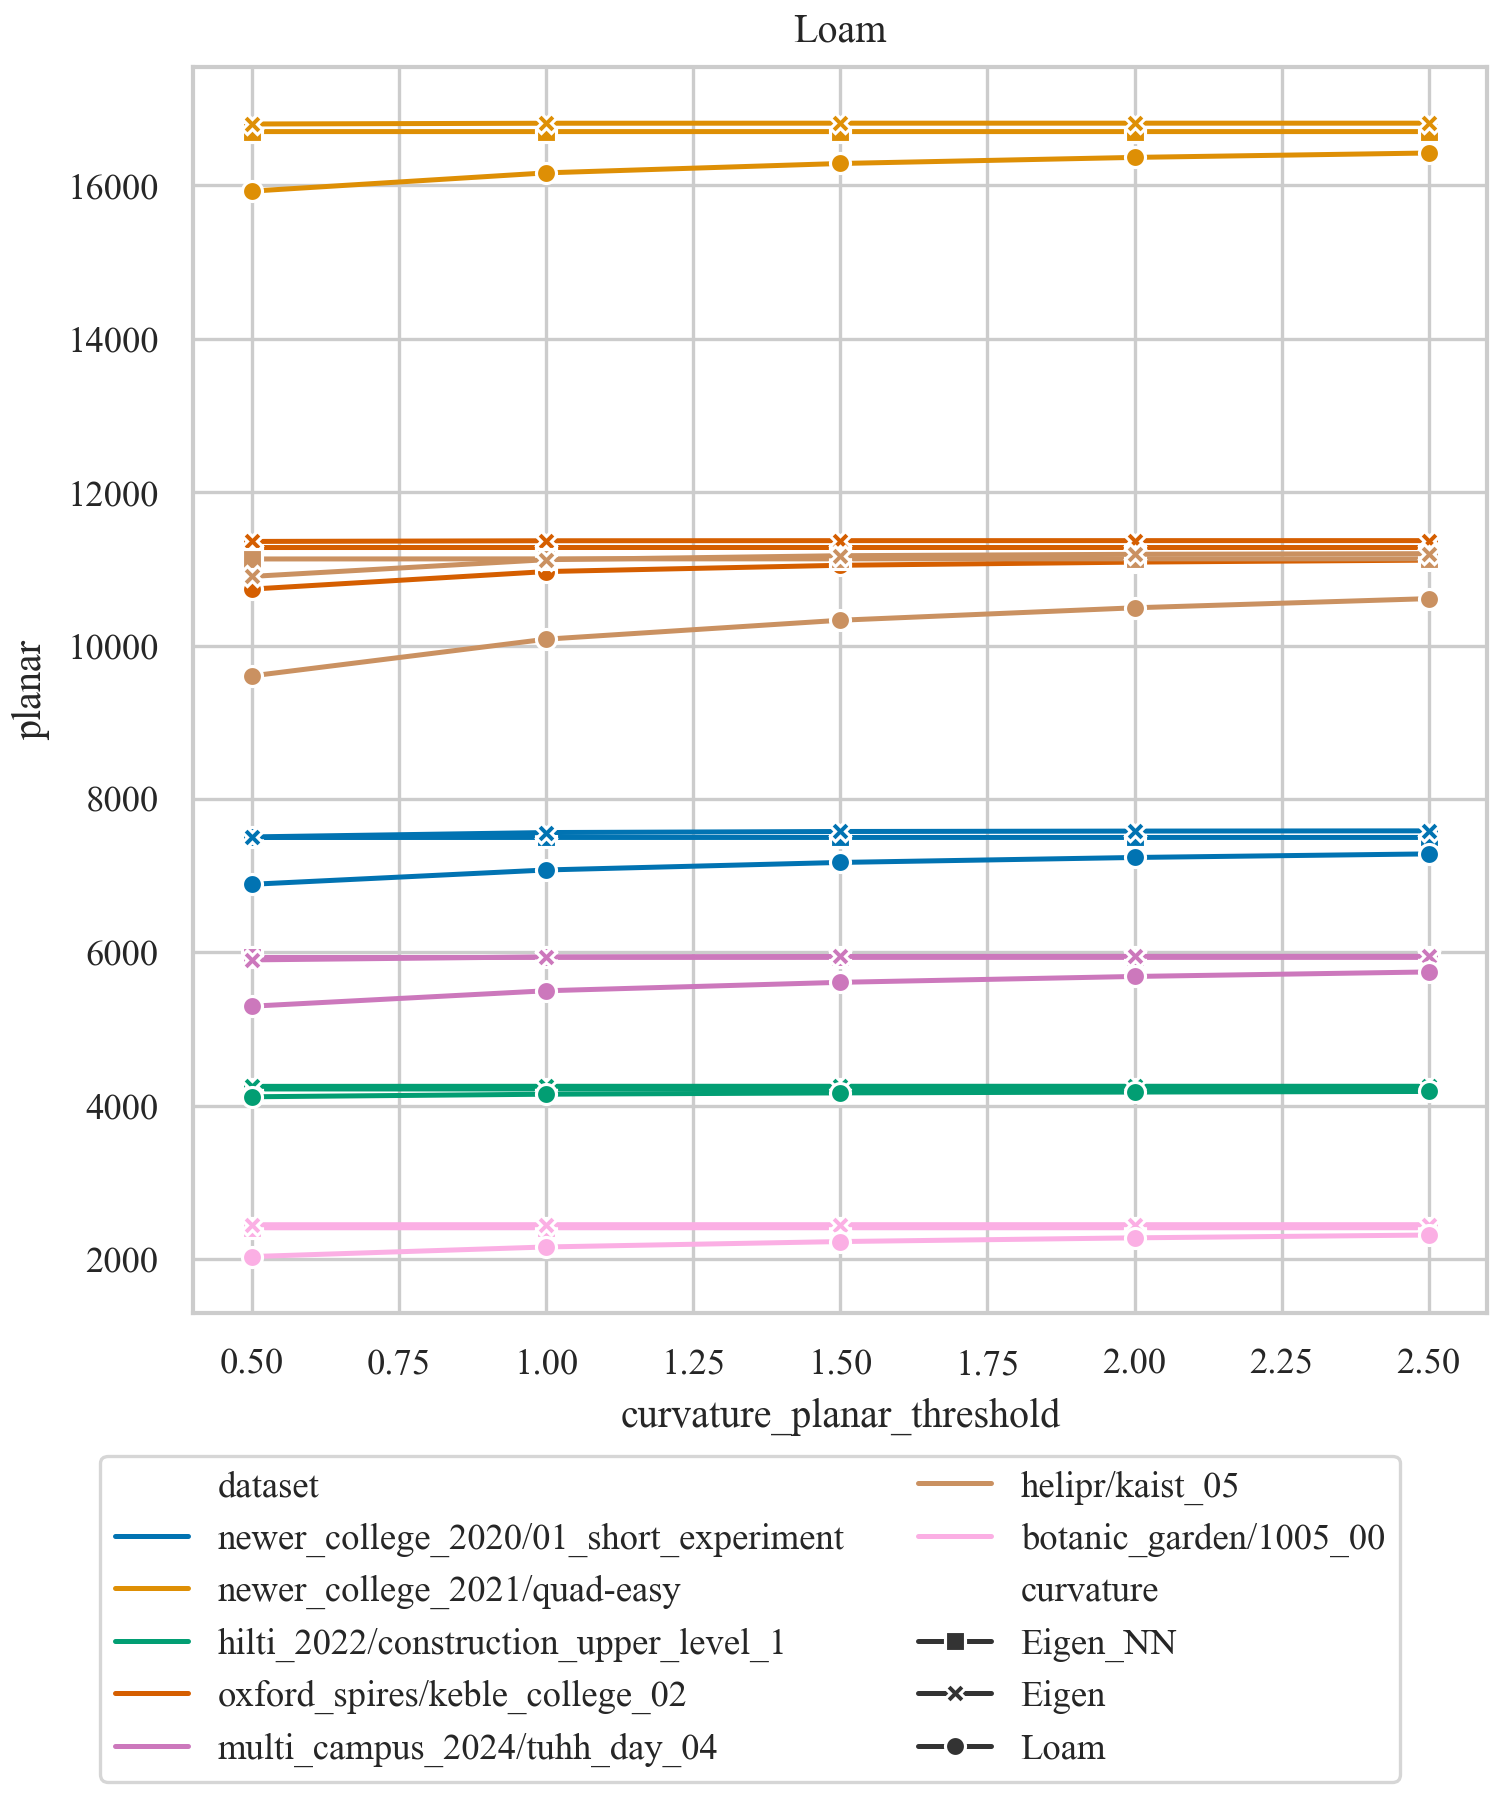 Loam
16000
14000
12000
10000
8000
6000
4000
2000
planar
0.50 0.75 1.00 1.25 1.50 1.75 2.00 2.25 2.50
curvature_planar_threshold
dataset
newer_college_2020/01_short_experiment
newer_college_2021/quad-easy
hilti_2022/construction_upper_level_1
oxford_spires/keble_college_02
multi_campus_2024/tuhh_day_04
helipr/kaist_05
botanic_garden/1005_00
curvature
Eigen_NN
Eigen
Loam